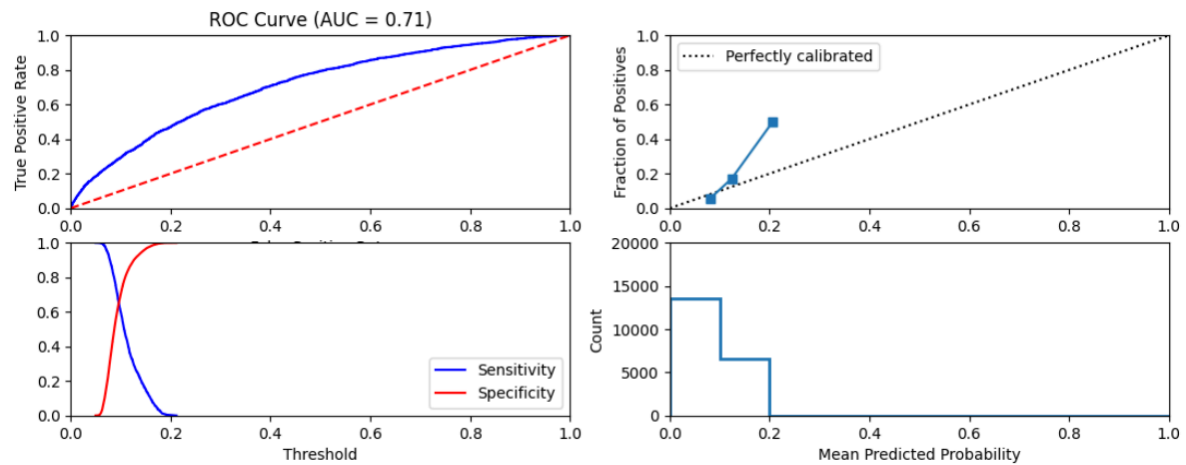 ROC Curve (AUC = 0.71)
True Positive Rate
1.0
0.8
0.6
0.4
0.2
0.0
0.0 0.2 0.4 0.6 0.8 1.0
Fraction of Positives
1.0
0.8
0.6
0.4
0.2
0.0
Perfectly calibrated
0.0 0.2 0.4 0.6 0.8 1.0
1.0
0.8
0.6
0.4
0.2
0.0
Sensitivity
Specificity
0.0 0.2 0.4 0.6 0.8 1.0
Threshold
Count
20000
15000
10000
5000
0
0.0 0.2 0.4 0.6 0.8 1.0
Mean Predicted Probability